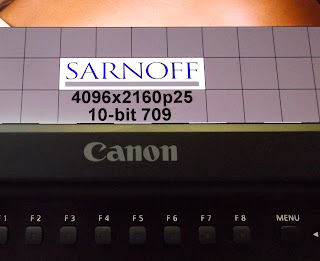 SARNOFF
4096x2160p25
10-bit 709
Canon
F1 F2 F3 F4 F5 F6 F7 F8 MENU